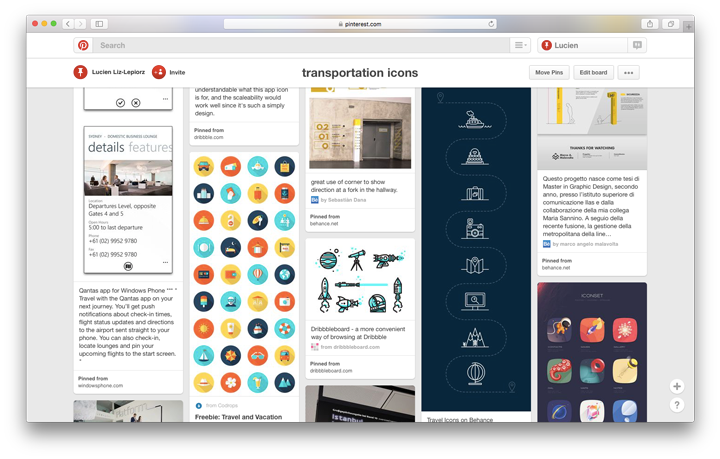 pinterest.com
Search
Lucien
Lucien Liz-Lepiorz
Invite
transportation icons
Move Pins
Edit board
SYDNEY - DOMESTIC BUSINESS LOUNGE
details features
Location
Departures Level, opposite
Gates 4 and 5
Open hours
5:00 to last departure
Phone
+61 (02) 9952 9780
Fax
+61 (02) 9952 9780
Qantas app for Windows Phone *** *
Travel with the Qantas app on your
next journey. You'll get push
notifications about check-in times,
flight status updates and directions
to the airport sent straight to your
phone. You can also check-in,
locate lounges and pin your
upcoming flights to the start screen.
Pinned from
windowsphone.com
understandable what this app icon
is for, and the scaleability would
work well since it's such a simply
design.
Pinned from
dribbble.com
from Codrops
Freebie: Travel and Vacation
great use of corner to show
direction at a fork in the hallway.
by Sebastián Dana
Pinned from
behance.net
Dribbbleboard - a more convenient
way of browsing at Dribbble
from dribbbleboard.com
Pinned from
dribbbleboard.com
Istanbul
Travel Icons on Behance
THANKS FOR WATCHING
Questo progetto nasce come tesi di
Master in Graphic Design, secondo
anno, presso l'istituto superiore di
comunicazione Ilas e dalla
collaborazione della mia collega
Maria Sannino. A seguito della
recente fusione, la gestione della
metropolitana della line...
by marco angelo malavolta
Pinned from
behance.net
ICONSET